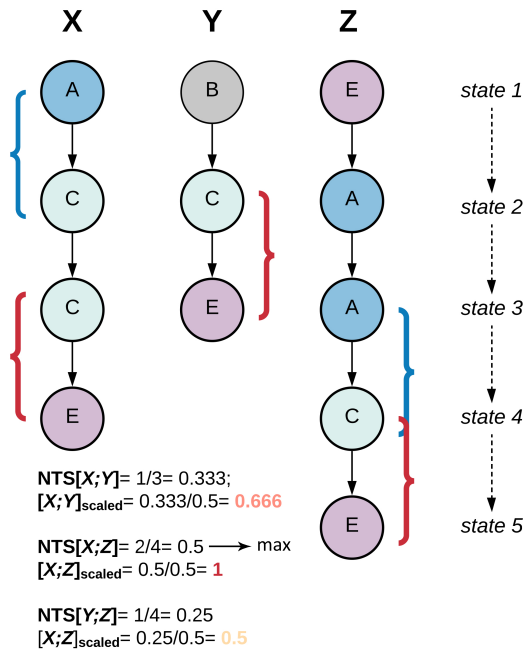 X Y Z
A B E state 1
C C A state 2
C E A state 3
E C state 4
E state 5
NTS[X;Y]= 1/3= 0.333;
[X;Y]scaled= 0.333/0.5= 0.666
NTS[X;Z]= 2/4= 0.5 max
[X;Z]scaled= 0.5/0.5= 1
NTS[Y;Z]= 1/4= 0.25
[X;Z]scaled= 0.25/0.5= 0.5